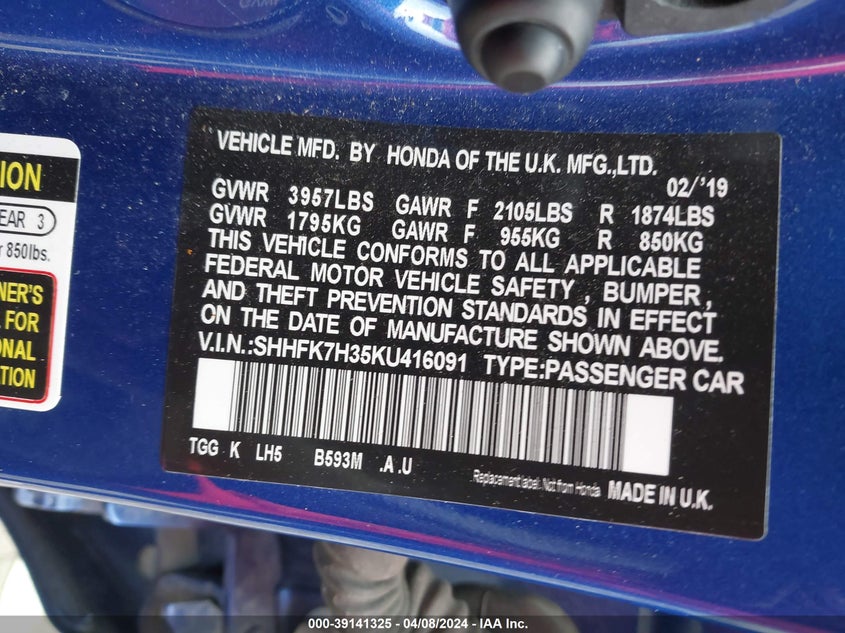 VEHICLE MFD. BY HONDA OF THE U.K. MFG.,LTD.
02/'19
GVWR 3957LBS GAWR F 2105LBS R 1874LBS
GVWR 1795KG GAWR F 955KG R 850KG
THIS VEHICLE CONFORMS TO ALL APPLICABLE
FEDERAL MOTOR VEHICLE SAFETY , BUMPER,
AND THEFT PREVENTION STANDARDS IN EFFECT
ON THE DATE OF MANUFACTURE SHOWN ABOVE.
V.I.N.:SHHFK7H35KU416091 TYPE:PASSENGER CAR
TGG K LH5 B593M .A.U
Replacement label. Not from Honda MADE IN U.K.
EAR 3
850lbs.
NER'S
FOR
000-39141325 - 04/08/2024 - IAA Inc.